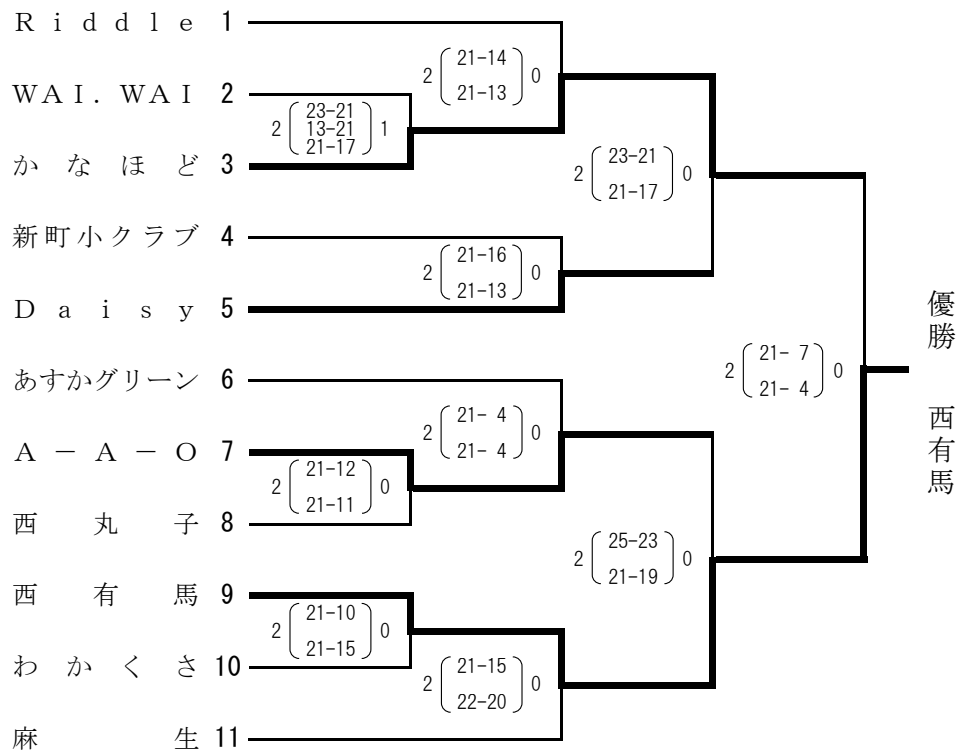 Ｒｉｄｄｌｅ 1
ＷＡＩ．ＷＡＩ 2
かなほど 3
新町小クラブ 4
Ｄａｉｓｙ 5
あすかグリーン 6
Ａ－Ａ－Ｏ 7
西丸子 8
西有馬 9
わかくさ 10
麻生 11
2 23-21 1
13-21
21-17
2 21-12 0
21-11
2 21-10 0
21-15
2 21-14 0
21-13
2 21-16 0
21-13
2 21- 4 0
21- 4
2 21-15 0
22-20
2 23-21 0
21-17
2 25-23 0
21-19
2 21- 7 0
21- 4
優勝 西有馬